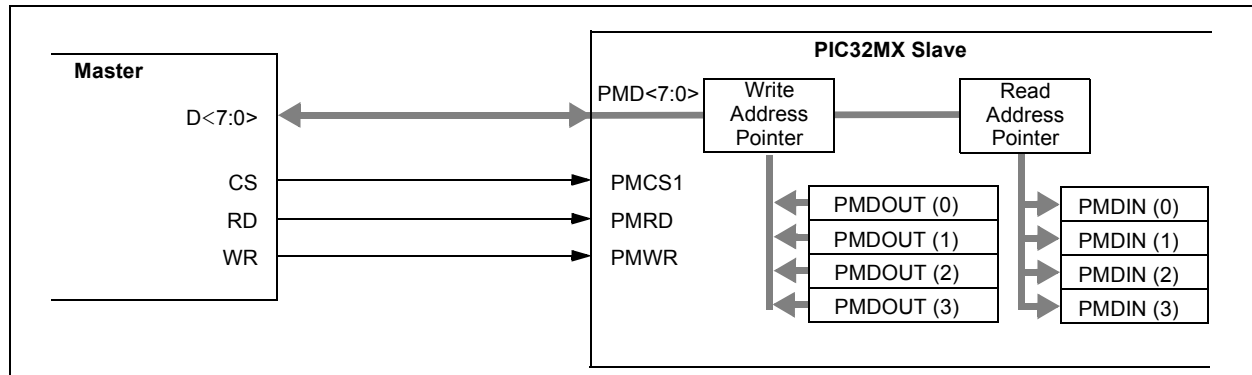 PIC32MX Slave
Master
PMD<7:0>
Write
Address
Pointer
Read
Address
Pointer
D<7:0>
CS
PMCS1
RD
PMRD
WR
PMWR
PMDOUT (0)
PMDOUT (1)
PMDOUT (2)
PMDOUT (3)
PMDIN (0)
PMDIN (1)
PMDIN (2)
PMDIN (3)